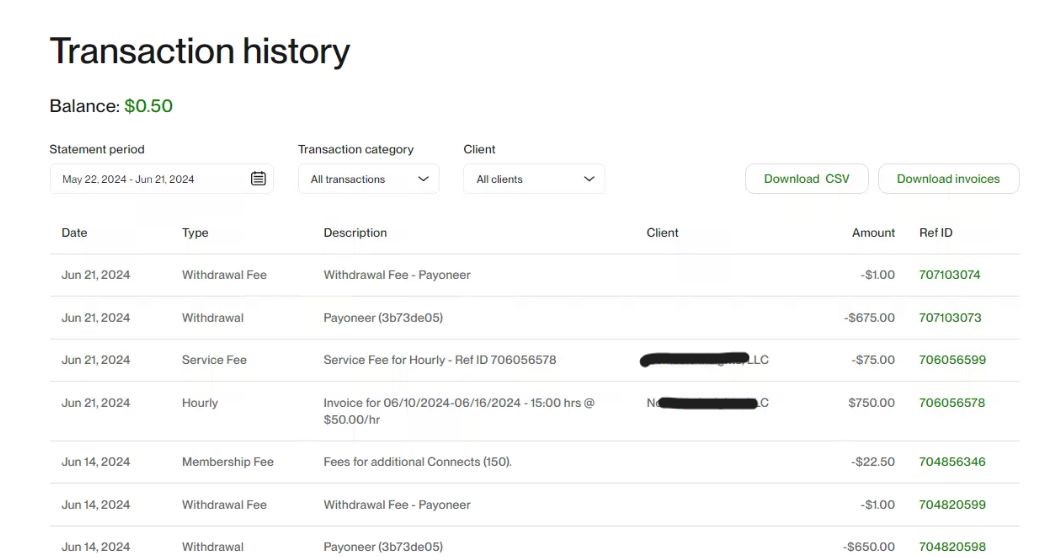 Transaction history
Balance: $0.50
Statement period Transaction category Client
May 22, 2024 - Jun 21, 2024 All transactions All clients Download CSV Download invoices
Date Type Description Client Amount Ref ID
Jun 21, 2024 Withdrawal Fee Withdrawal Fee - Payoneer -$1.00 707103074
Jun 21, 2024 Withdrawal Payoneer (3b73de05) -$675.00 707103073
Jun 21, 2024 Service Fee Service Fee for Hourly - Ref ID 706056578 LLC -$75.00 706056599
Jun 21, 2024 Hourly Invoice for 06/10/2024-06/16/2024 - 15:00 hrs @ $750.00 706056578
$50.00/hr
Jun 14, 2024 Membership Fee Fees for additional Connects (150). -$22.50 704856346
Jun 14, 2024 Withdrawal Fee Withdrawal Fee - Payoneer -$1.00 704820599
Jun 14, 2024 Withdrawal Payoneer (3b73de05) -$650.00 704820598